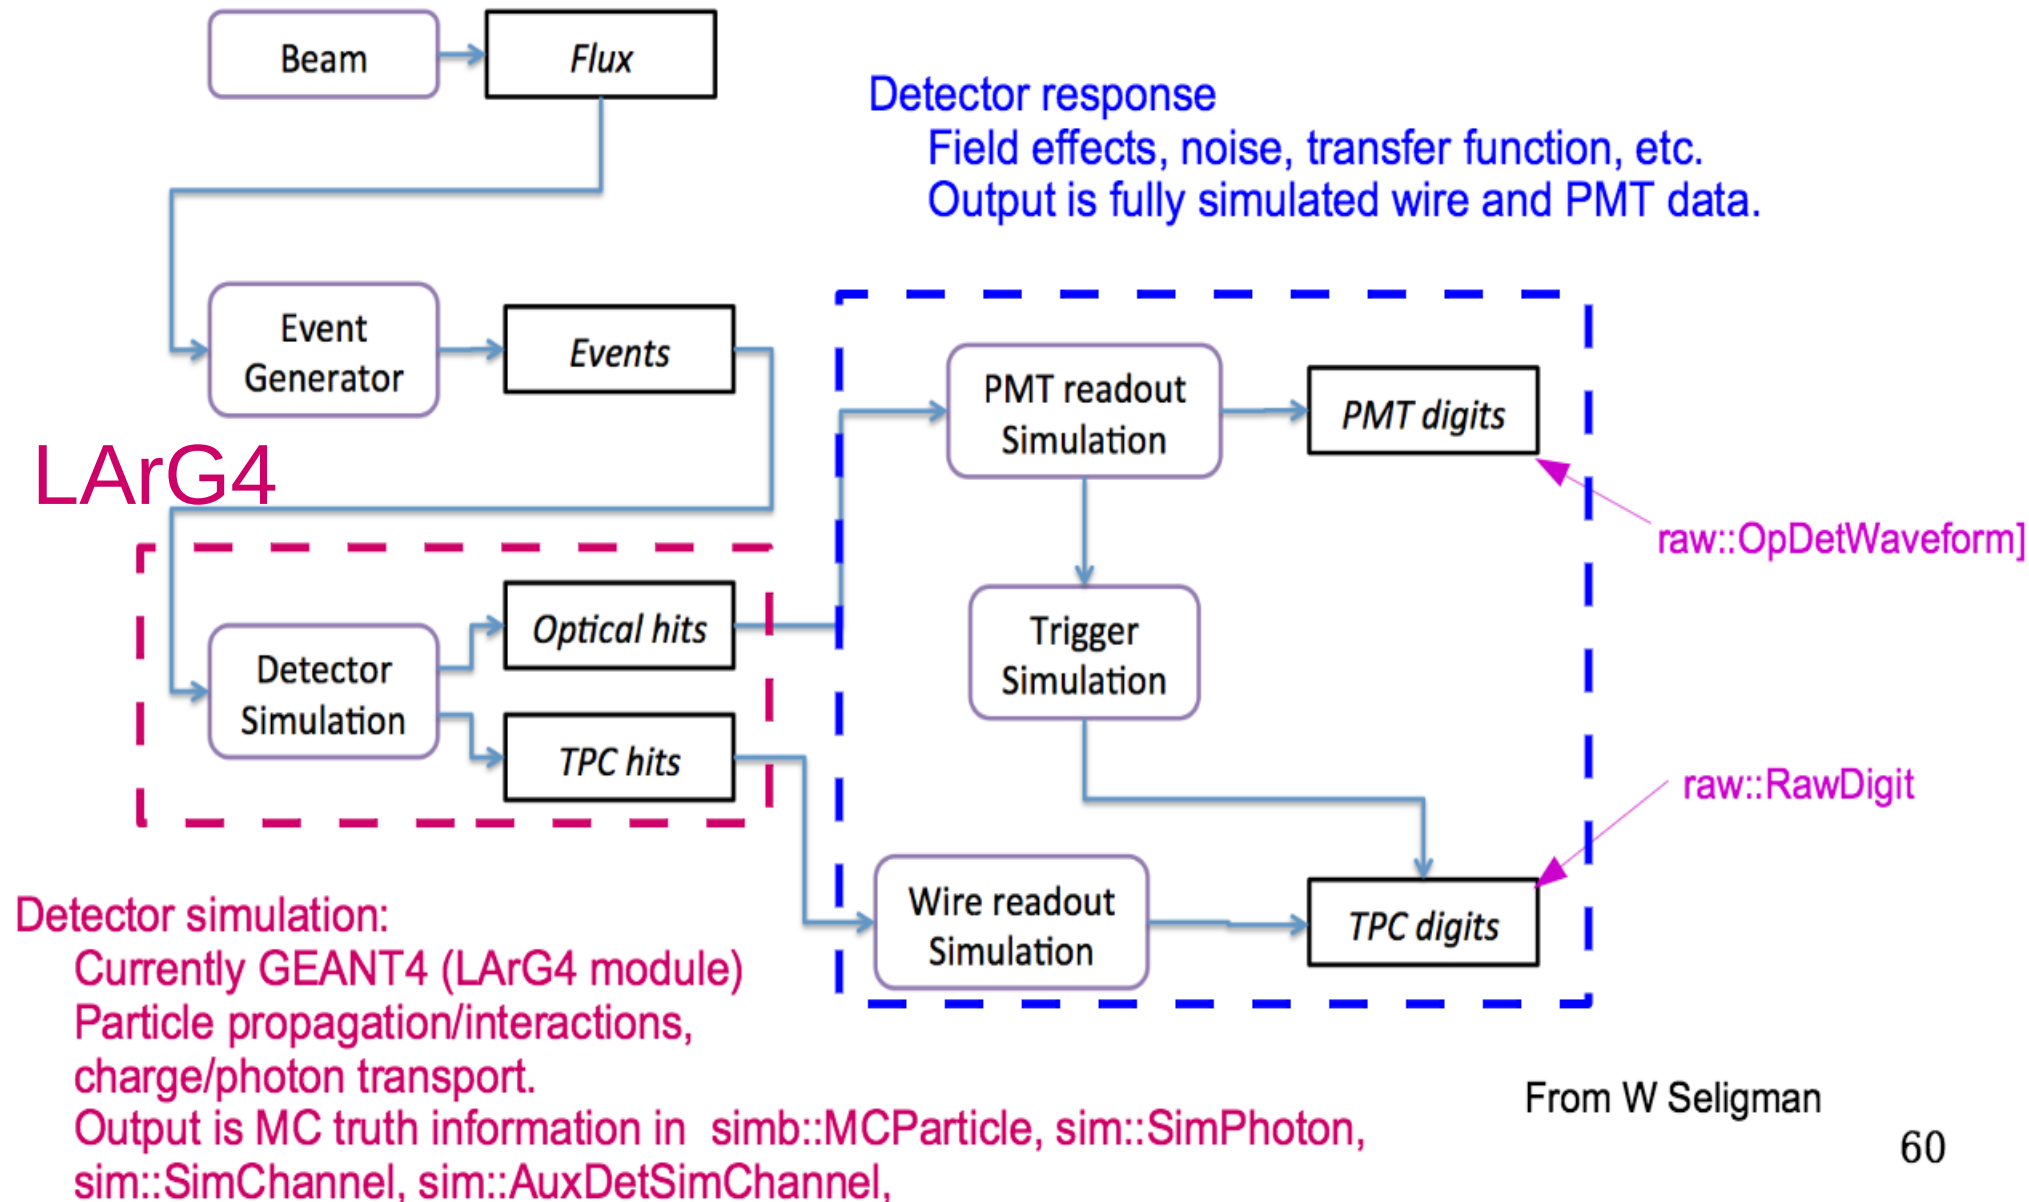 Beam
Flux
Detector response
Field effects, noise, transfer function, etc.
Output is fully simulated wire and PMT data.
Event
Generator
Events
PMT readout
Simulation
PMT digits
LArG4
raw::OpDetWaveform]
Optical hits
Trigger
Simulation
Detector
Simulation
TPC hits
raw::RawDigit
Wire readout
Simulation
TPC digits
Detector simulation:
Currently GEANT4 (LArG4 module)
Particle propagation/interactions,
charge/photon transport.
Output is MC truth information in simb::MCParticle, sim::SimPhoton,
sim::SimChannel, sim::AuxDetSimChannel,
From W Seligman
60